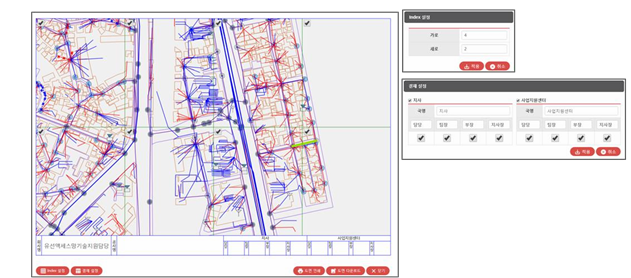 Index 설정
가로 4
세로 2
적용 취소
결재 설정
지사
국명 지사
담당 팀장 부장 지사장
사업지원센터
국명 사업지원센터
담당 팀장 부장 지사장
적용 취소
유선액세스망기술지원담당
지사 사업지원센터
Index 설정 결재 설정 도면 인쇄 도면 다운로드 닫기